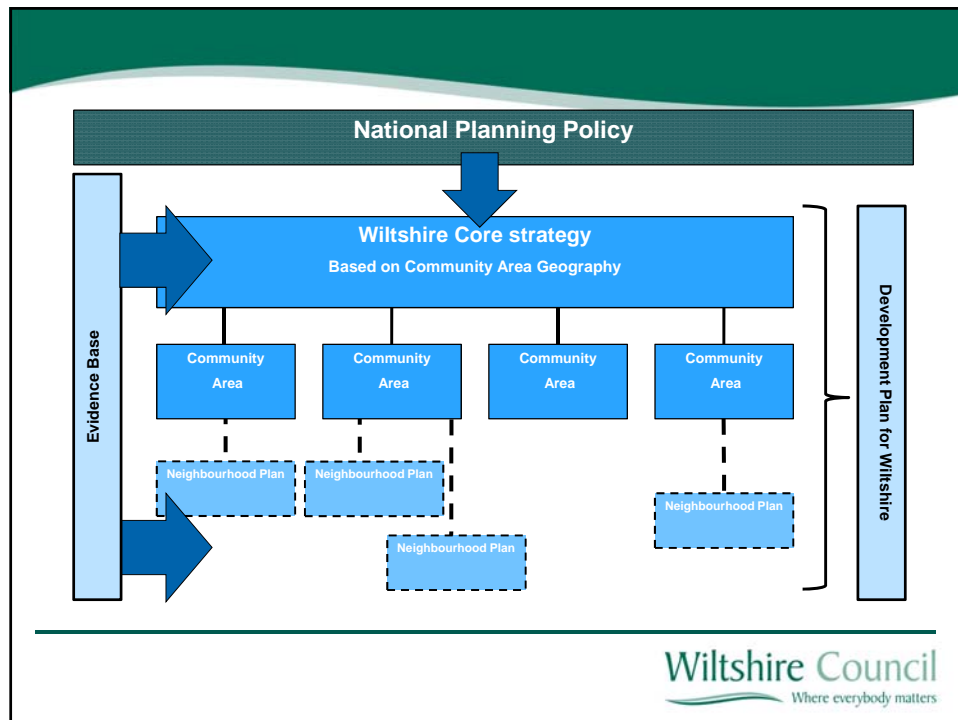 National Planning Policy
Wiltshire Core strategy
Based on Community Area Geography
Evidence Base
Development Plan for Wiltshire
Community
Area
Community
Area
Community
Area
Community
Area
Neighbourhood Plan
Neighbourhood Plan
Neighbourhood Plan
Neighbourhood Plan
Wiltshire Council
Where everybody matters